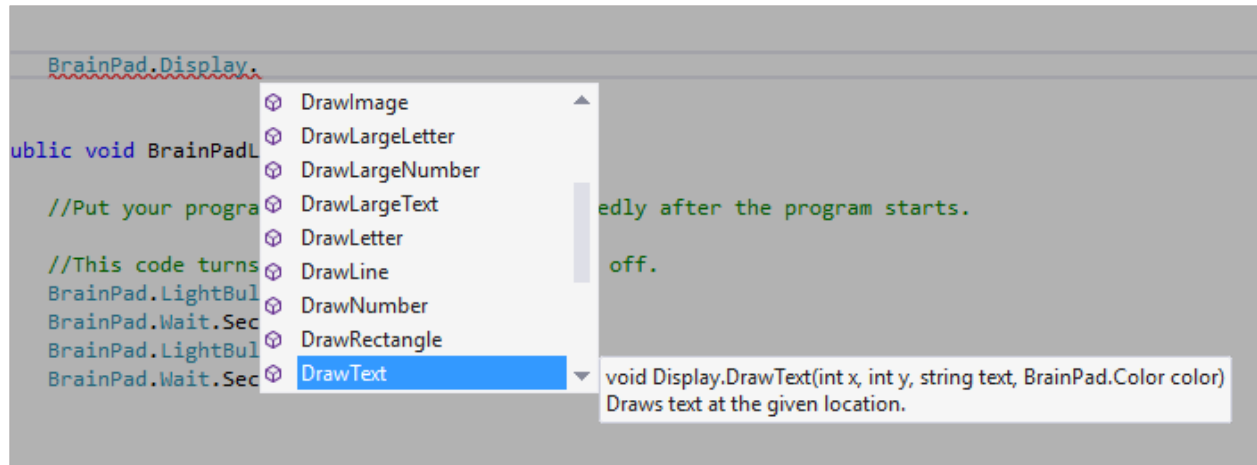 BrainPad.Display.
DrawImage
DrawLargeLetter
ublic void BrainPadL
DrawLargeNumber
//Put your progra
DrawLargeText
edly after the program starts.
DrawLetter
//This code turns
DrawLine
off.
BrainPad.LightBul
DrawNumber
BrainPad.Wait.Sec
DrawRectangle
BrainPad.LightBul
BrainPad.Wait.Sec
DrawText
void Display.DrawText(int x, int y, string text, BrainPad.Color color)
Draws text at the given location.